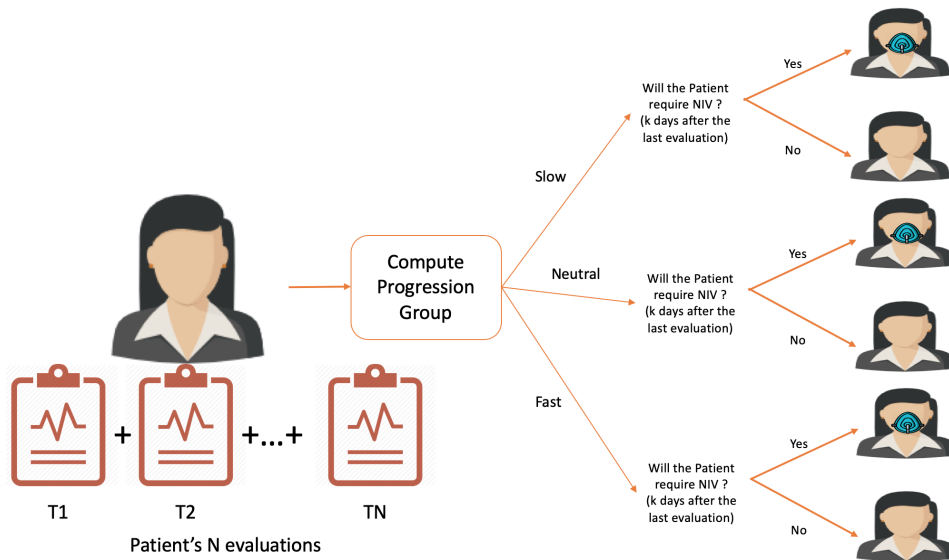 Will the Patient
require NIV ?
(k days after the
last evaluation)
Yes
No
Slow
Compute
Progression
Group
Neutral
Will the Patient
require NIV ?
(k days after the
last evaluation)
Yes
No
Fast
Will the Patient
require NIV ?
(k days after the
last evaluation)
Yes
No
+ +...+
T1 T2 TN
Patient's N evaluations